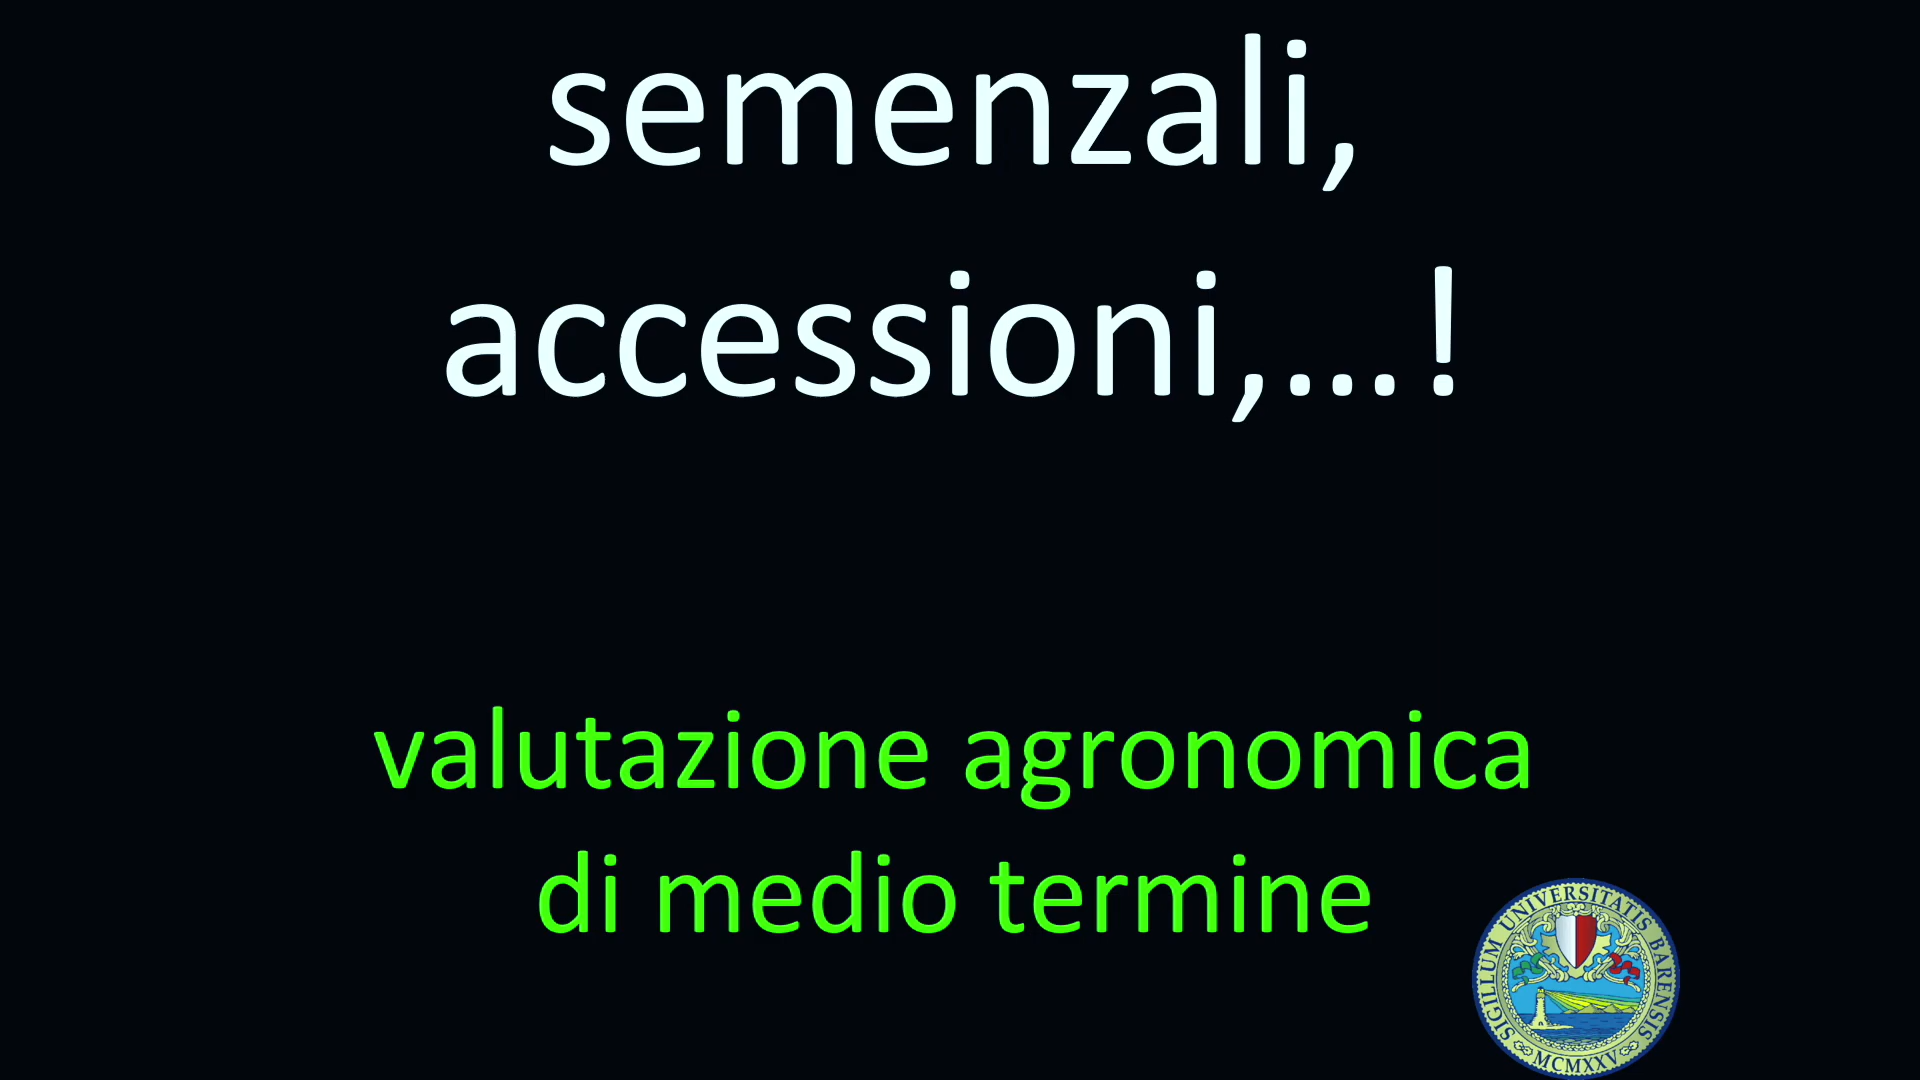 semenzali,
accessioni,...!
valutazione agronomica
di medio termine
SIGILLUM UNIVERSITATIS BARENSIS
MCMXXV